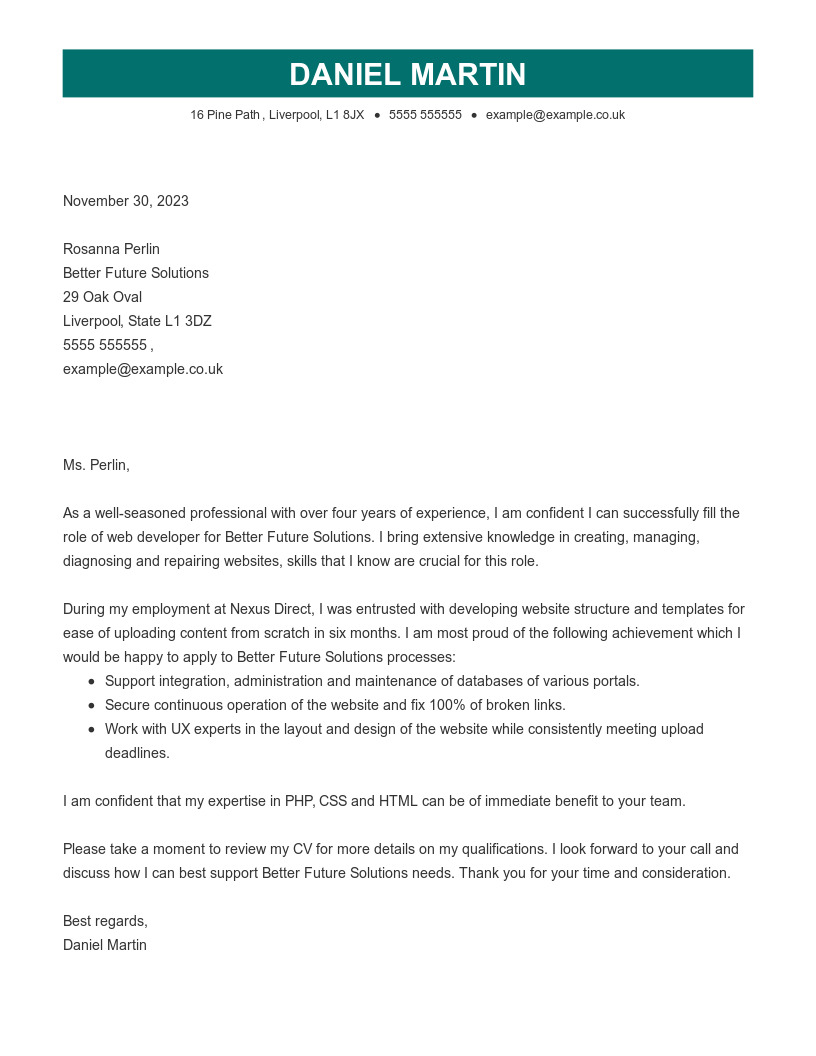 DANIEL MARTIN
16 Pine Path , Liverpool, L1 8JX ● 5555 555555 ● example@example.co.uk
November 30, 2023
Rosanna Perlin
Better Future Solutions
29 Oak Oval
Liverpool, State L1 3DZ
5555 555555 ,
example@example.co.uk
Ms. Perlin,
As a well-seasoned professional with over four years of experience, I am confident I can successfully fill the
role of web developer for Better Future Solutions. I bring extensive knowledge in creating, managing,
diagnosing and repairing websites, skills that I know are crucial for this role.
During my employment at Nexus Direct, I was entrusted with developing website structure and templates for
ease of uploading content from scratch in six months. I am most proud of the following achievement which I
would be happy to apply to Better Future Solutions processes:
● Support integration, administration and maintenance of databases of various portals.
● Secure continuous operation of the website and fix 100% of broken links.
● Work with UX experts in the layout and design of the website while consistently meeting upload
deadlines.
I am confident that my expertise in PHP, CSS and HTML can be of immediate benefit to your team.
Please take a moment to review my CV for more details on my qualifications. I look forward to your call and
discuss how I can best support Better Future Solutions needs. Thank you for your time and consideration.
Best regards,
Daniel Martin